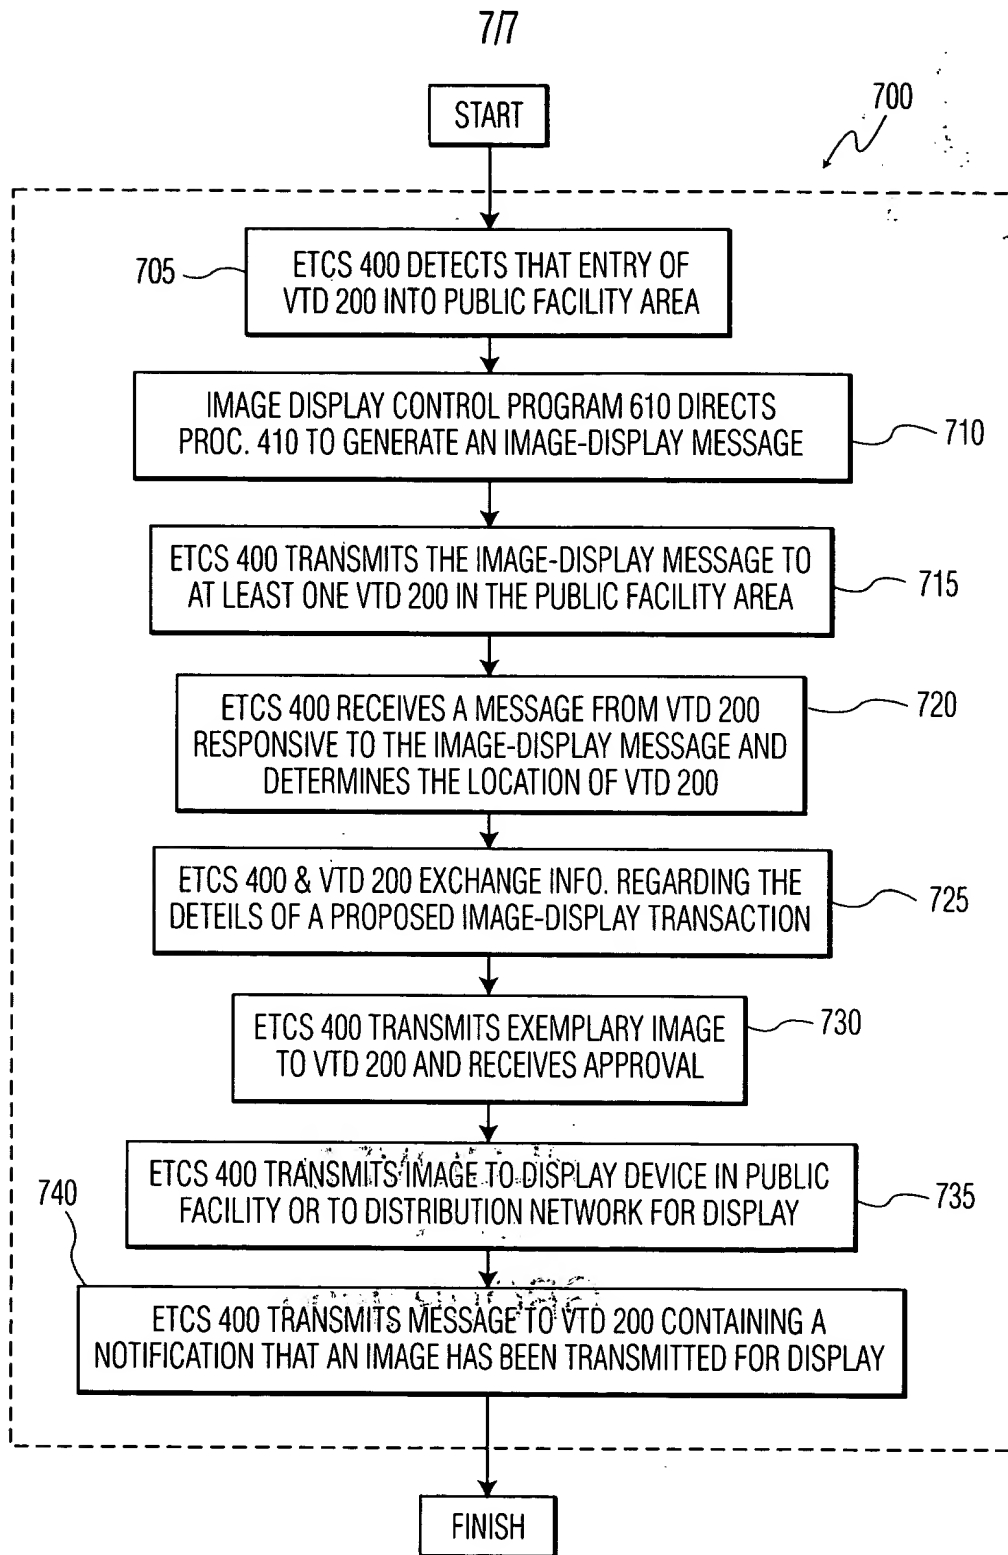 7/7
START
700
705
ETCS 400 DETECTS THAT ENTRY OF
VTD 200 INTO PUBLIC FACILITY AREA
IMAGE DISPLAY CONTROL PROGRAM 610 DIRECTS
PROC. 410 TO GENERATE AN IMAGE-DISPLAY MESSAGE
710
ETCS 400 TRANSMITS THE IMAGE-DISPLAY MESSAGE TO
AT LEAST ONE VTD 200 IN THE PUBLIC FACILITY AREA
715
ETCS 400 RECEIVES A MESSAGE FROM VTD 200
RESPONSIVE TO THE IMAGE-DISPLAY MESSAGE AND
DETERMINES THE LOCATION OF VTD 200
720
ETCS 400 & VTD 200 EXCHANGE INFO. REGARDING THE
DETEILS OF A PROPOSED IMAGE-DISPLAY TRANSACTION
725
ETCS 400 TRANSMITS EXEMPLARY IMAGE
TO VTD 200 AND RECEIVES APPROVAL
730
ETCS 400 TRANSMITS IMAGE TO DISPLAY DEVICE IN PUBLIC
FACILITY OR TO DISTRIBUTION NETWORK FOR DISPLAY
735
740
ETCS 400 TRANSMITS MESSAGE TO VTD 200 CONTAINING A
NOTIFICATION THAT AN IMAGE HAS BEEN TRANSMITTED FOR DISPLAY
FINISH